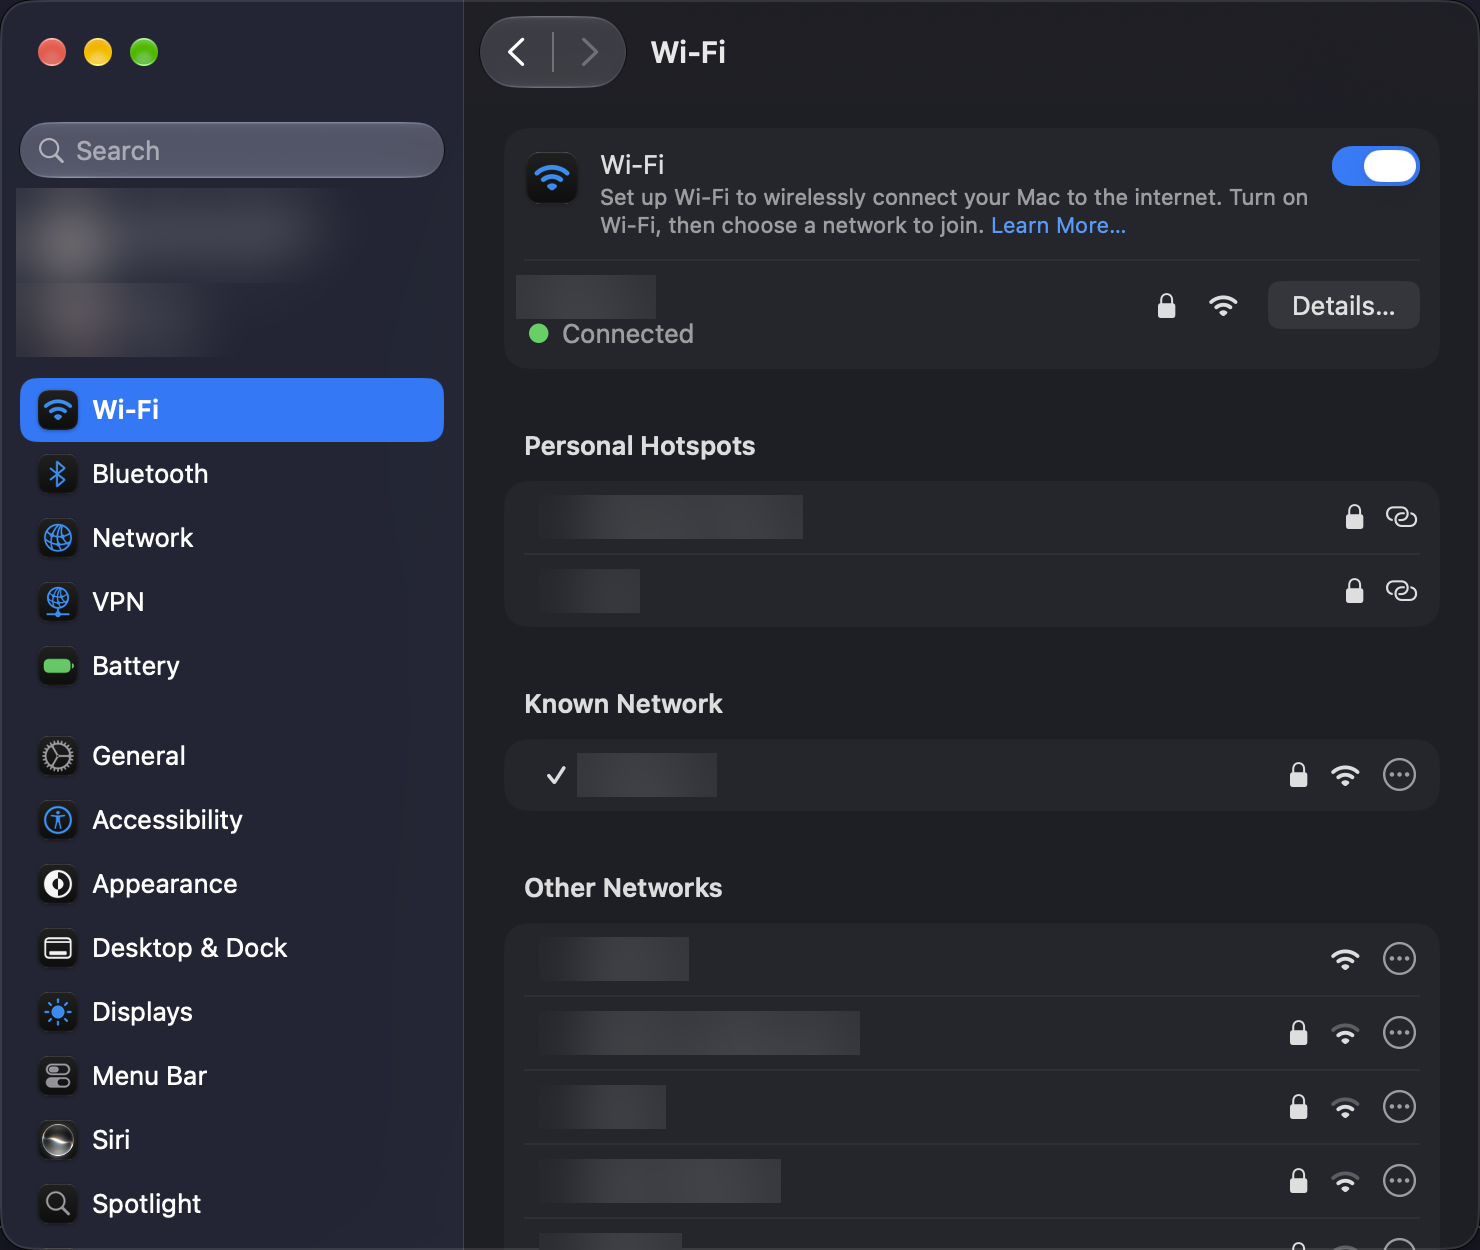 Wi-Fi
Search
Wi-Fi
Bluetooth
Network
VPN
Battery
General
Accessibility
Appearance
Desktop & Dock
Displays
Menu Bar
Siri
Spotlight
Wi-Fi
Set up Wi-Fi to wirelessly connect your Mac to the internet. Turn on
Wi-Fi, then choose a network to join. Learn More...
Connected
Details...
Personal Hotspots
Known Network
Other Networks